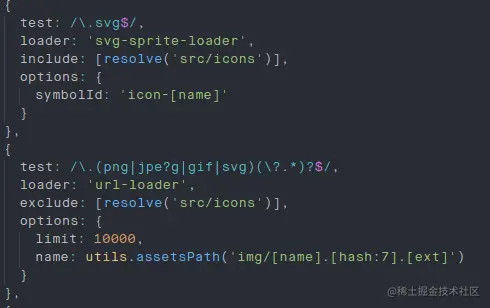 {
  test: /\.svg$/,
  loader: 'svg-sprite-loader',
  include: [resolve('src/icons')],
  options: {
    symbolId: 'icon-[name]'
  }
},
{
  test: /\.(png|jpe?g|gif|svg)(\?.*)?$/,
  loader: 'url-loader',
  exclude: [resolve('src/icons')],
  options: {
    limit: 10000,
    name: utils.assetsPath('img/[name].[hash:7].[ext]')
  }
},
@稀土掘金技术社区